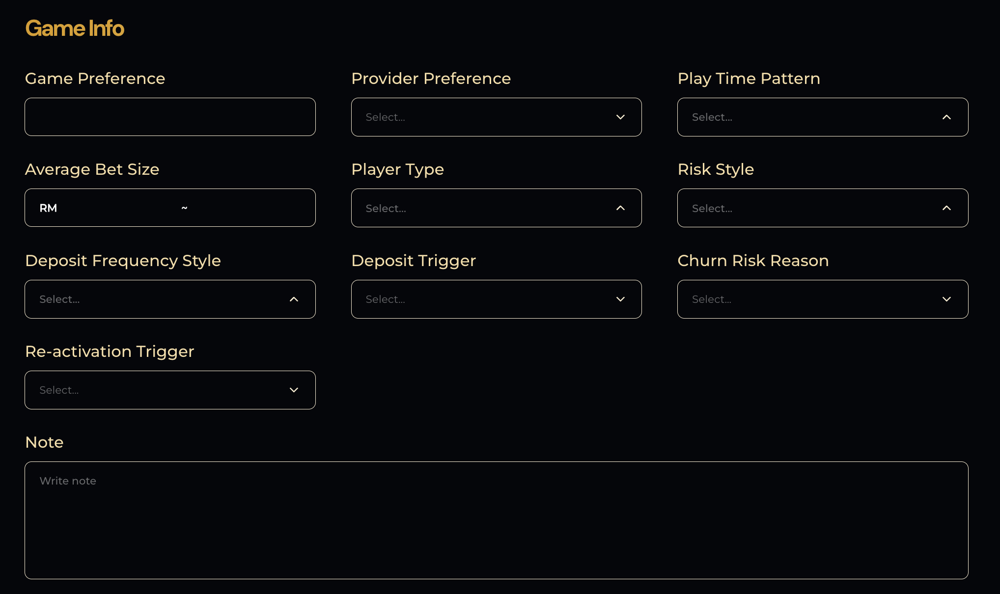 Game Info
Game Preference
Provider Preference
Play Time Pattern
Select...
Select...
Average Bet Size
Player Type
Risk Style
RM ~
Select...
Select...
Deposit Frequency Style
Deposit Trigger
Churn Risk Reason
Select...
Select...
Select...
Re-activation Trigger
Select...
Note
Write note